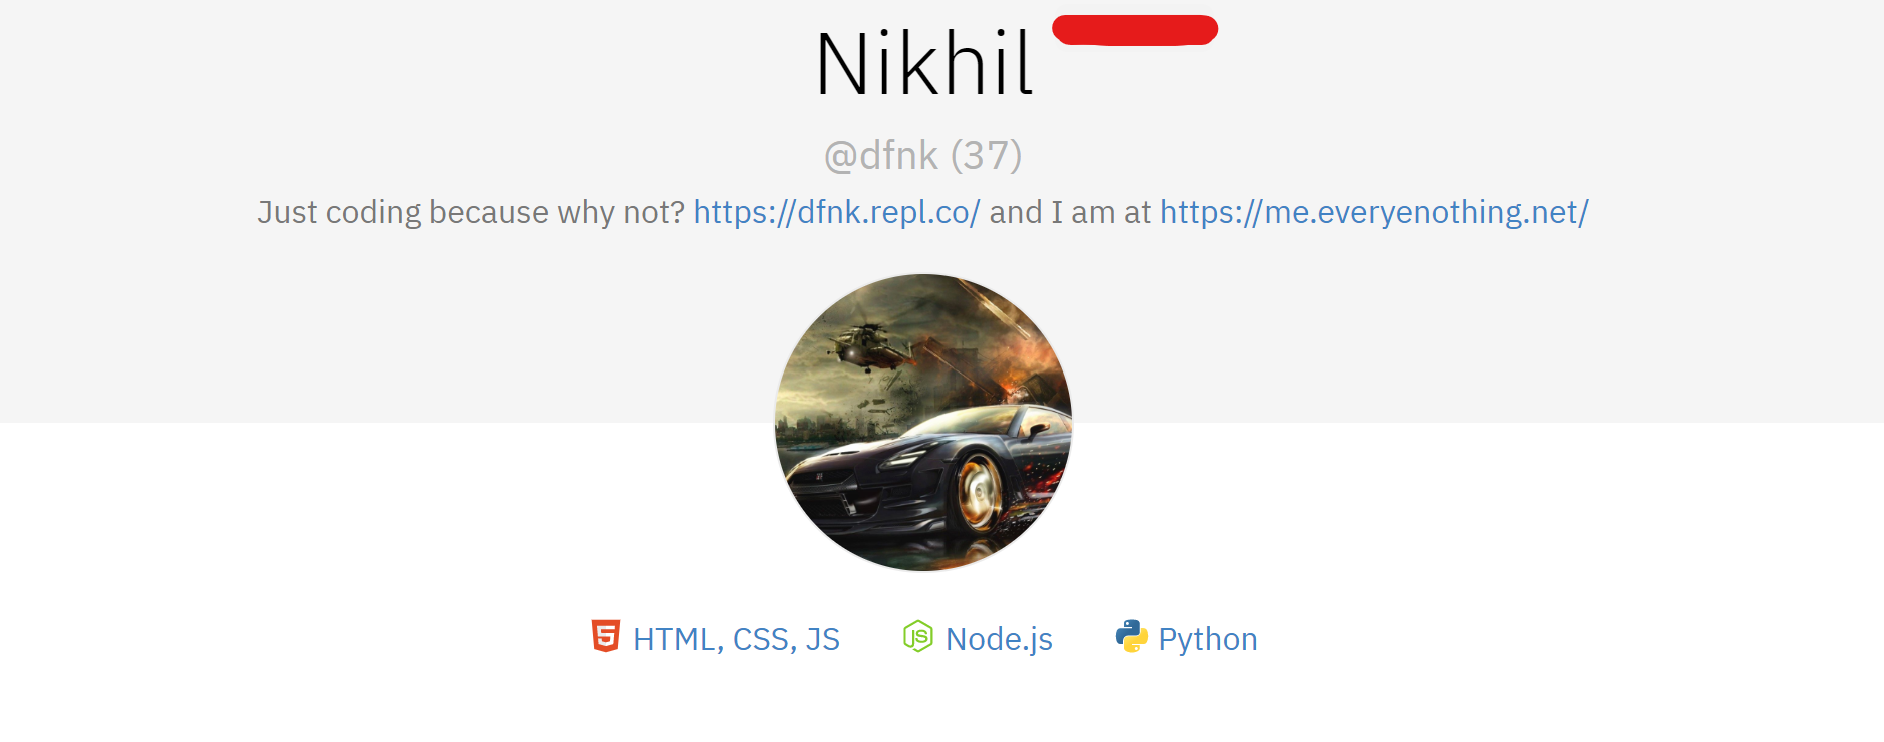 Nikhil
@dfnk (37)
Just coding because why not? https://dfnk.repl.co/ and I am at https://me.everyenothing.net/
HTML, CSS, JS
Node.js
Python